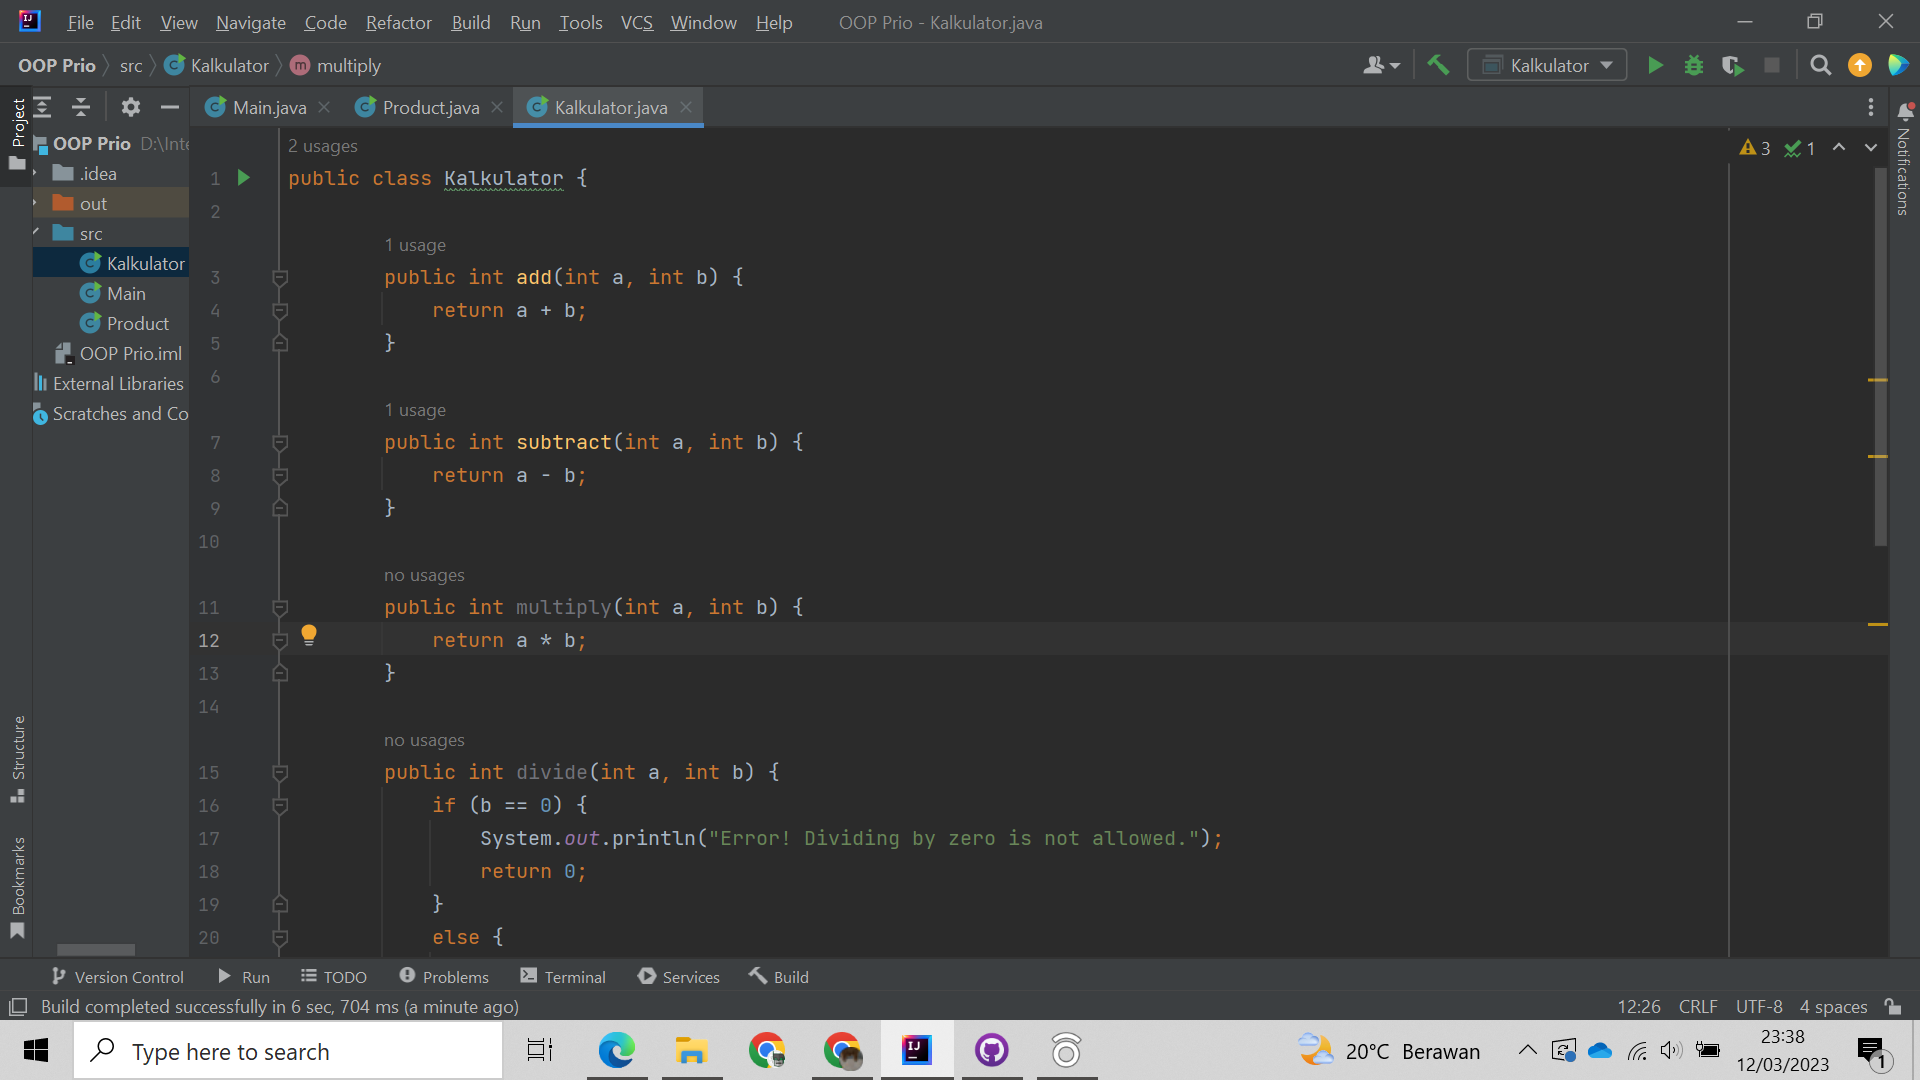 File Edit View Navigate Code Refactor Build Run Tools VCS Window Help OOP Prio - Kalkulator.java
OOP Prio src Kalkulator multiply Kalkulator
Project
Main.java Product.java Kalkulator.java
Notifications
OOP Prio D:\Inte
.idea
out
src
Kalkulator
Main
Product
OOP Prio.iml
External Libraries
Scratches and Co
3 1
2 usages
1 public class Kalkulator {
2
1 usage
3 public int add(int a, int b) {
4 return a + b;
5 }
6
1 usage
7 public int subtract(int a, int b) {
8 return a - b;
9 }
10
no usages
11 public int multiply(int a, int b) {
12 return a * b;
13 }
14
no usages
15 public int divide(int a, int b) {
16 if (b == 0) {
17 System.out.println("Error! Dividing by zero is not allowed.");
18 return 0;
19 }
20 else {
Structure
Bookmarks
Version Control Run TODO Problems Terminal Services Build
Build completed successfully in 6 sec, 704 ms (a minute ago) 12:26 CRLF UTF-8 4 spaces
Type here to search 20°C Berawan 23:38
12/03/2023 1